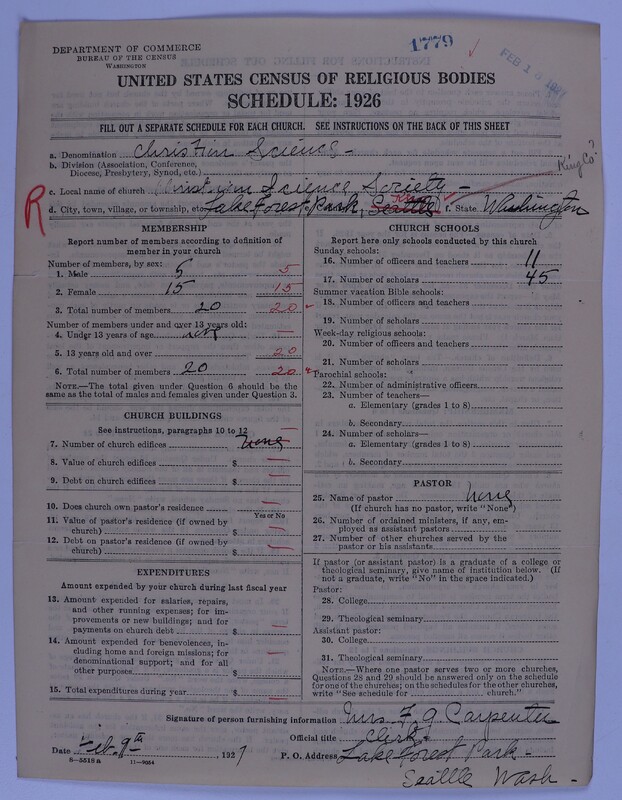 1779
FEB 1
DEPARTMENT OF COMMERCE
BUREAU OF THE CENSUS
WASHINGTON
UNITED STATES CENSUS OF RELIGIOUS BODIES
SCHEDULE: 1926
FILL OUT A SEPARATE SCHEDULE FOR EACH CHURCH. SEE INSTRUCTIONS ON THE BACK OF THIS SHEET
a. Denomination Christian Science
b. Division (Association, Conference, Diocese, Presbytery, Synod, etc.)
King Co?
c. Local name of church Christian Science Society
R
d. City, town, village, or township, etc. Lake Forest Park, Seattle f. State Washington
MEMBERSHIP
Report number of members according to definition of
member in your church
Number of members, by sex:
1. Male 5 5
2. Female 15 15
3. Total number of members 20 20
Number of members under and over 13 years old:
4. Under 13 years of age not —
5. 13 years old and over 20
6. Total number of members 20 20
NOTE.—The total given under Question 6 should be
the same as the total of males and females given under Question 3.
CHURCH BUILDINGS
See instructions, paragraphs 10 to 12
7. Number of church edifices none
8. Value of church edifices $ —
9. Debt on church edifices $ —
10. Does church own pastor's residence —
Yes or No
11. Value of pastor's residence (if owned by
church) $ —
12. Debt on pastor's residence (if owned by
church) $ —
EXPENDITURES
Amount expended by your church during last fiscal year
13. Amount expended for salaries, repairs,
and other running expenses; for im-
provements or new buildings; and for
payments on church debt $ —
14. Amount expended for benevolences, in-
cluding home and foreign missions; for
denominational support; and for all
other purposes $ —
15. Total expenditures during year $ —
CHURCH SCHOOLS
Report here only schools conducted by this church
Sunday schools:
16. Number of officers and teachers 11
17. Number of scholars 45
Summer vacation Bible schools:
18. Number of officers and teachers
19. Number of scholars
Week-day religious schools:
20. Number of officers and teachers
21. Number of scholars
Parochial schools:
22. Number of administrative officers
23. Number of teachers—
a. Elementary (grades 1 to 8)
b. Secondary
24. Number of scholars—
a. Elementary (grades 1 to 8)
b. Secondary
PASTOR
25. Name of pastor None
(If church has no pastor, write "None")
26. Number of ordained ministers, if any, em-
ployed as assistant pastors
27. Number of other churches served by the
pastor or his assistants
If pastor (or assistant pastor) is a graduate of a college or
theological seminary, give name of institution below. (If
not a graduate, write "No" in the space indicated.)
Pastor:
28. College
29. Theological seminary
Assistant pastor:
30. College
31. Theological seminary
NOTE.—Where one pastor serves two or more churches,
Questions 28 and 29 should be answered only on the schedule
for one of the churches; on the schedules for the other churches,
write "See schedule for church."
Signature of person furnishing information Mrs F. G. Carpenter
Official title Clerk
Date Feb. 9th 1927 P. O. Address Lake Forest Park -
8-5518 a 11-9054
Seattle Wash -